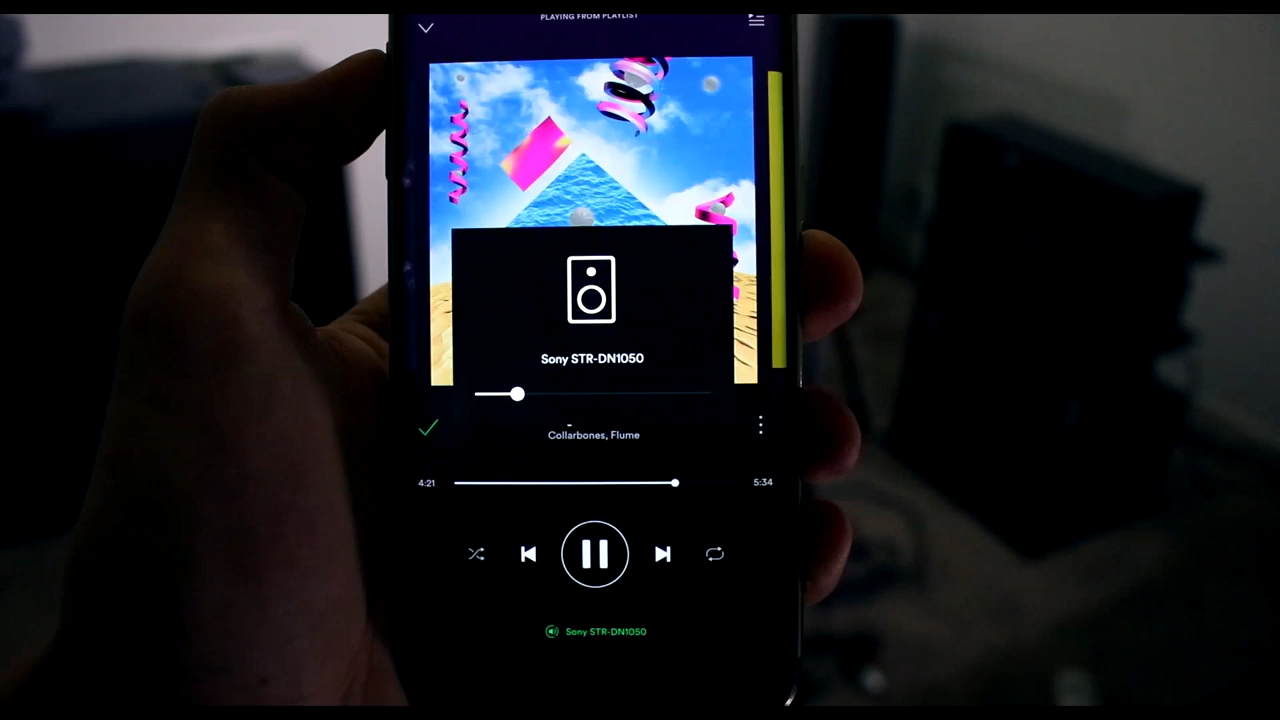 PLAYING FROM PLAYLIST
Sony STR-DN1050
Collarbones, Flume
4:21
5:34
Sony STR-DN1050